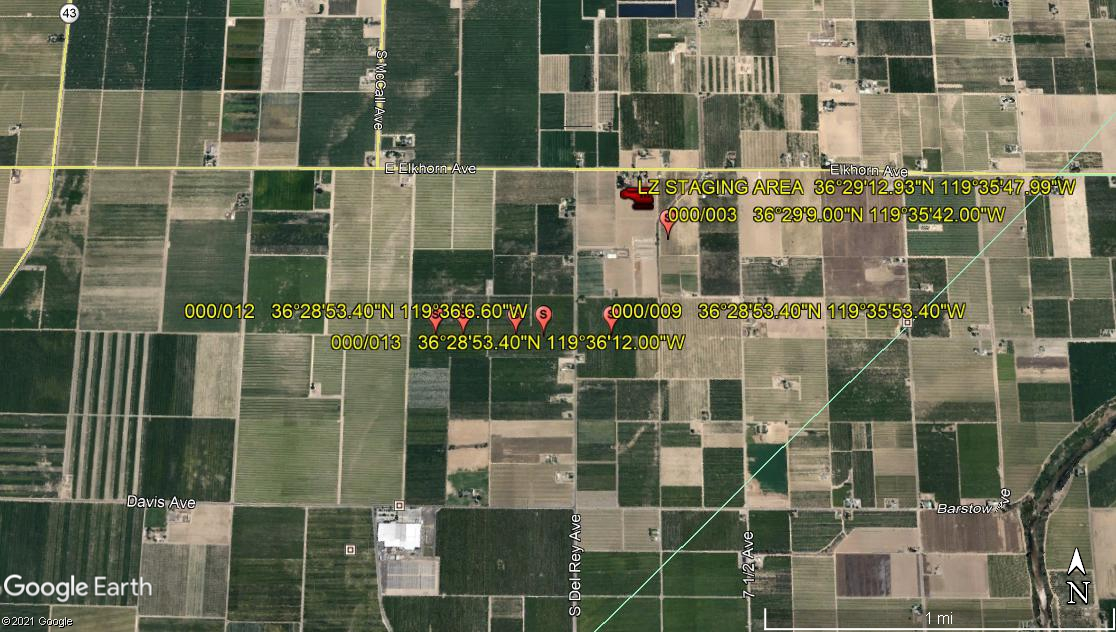 43
S McCall Ave
E Elkhorn Ave
Elkhorn Ave
LZ STAGING AREA 36°29'12.93"N 119°35'47.99"W
000/003 36°29'9.00"N 119°35'42.00"W
000/012 36°28'53.40"N 119°36'6.60"W
S
000/009 36°28'53.40"N 119°35'53.40"W
000/013 36°28'53.40"N 119°36'12.00"W
Davis Ave
Barstow Ave
S Del Rey Ave
7 1/2 Ave
Google Earth
N
©2021 Google
1 mi